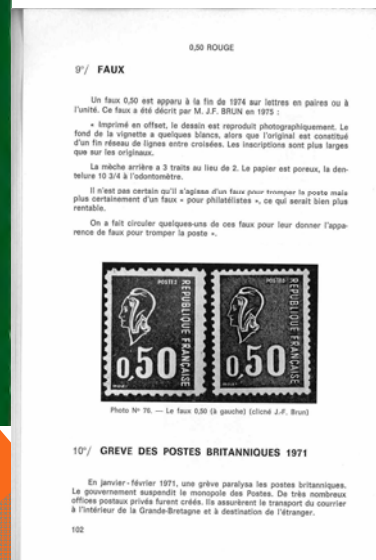 0,50 ROUGE
9°/ FAUX
Un faux 0,50 est apparu à la fin de 1974 sur lettres en paires ou à
l'unité. Ce faux a été décrit par M. J.F. BRUN en 1975 :
« Imprimé en offset, le dessin est reproduit photographiquement. Le
fond de la vignette a quelques blancs, alors que l'original est constitué
d'un fin réseau de lignes entre croisées. Les inscriptions sont plus larges
que sur les originaux.
La mèche arrière a 3 traits au lieu de 2. Le papier est poreux, la den-
telure 10 3/4 à l'odontomètre.
Il n'est pas certain qu'il s'agisse d'un faux pour tromper la poste mais
plus certainement d'un faux « pour philatélistes », ce qui serait bien plus
rentable.
On a fait circuler quelques-uns de ces faux pour leur donner l'appa-
rence de faux pour tromper la poste ».
POSTES RÉPUBLIQUE FRANÇAISE 0,50
POSTES RÉPUBLIQUE FRANÇAISE 0,50
Photo N° 76. — Le faux 0,50 (à gauche) (cliché J.-F. Brun)
10°/ GREVE DES POSTES BRITANNIQUES 1971
En janvier - février 1971, une grève paralysa les postes britanniques.
Le gouvernement suspendit le monopole des Postes. De très nombreux
offices postaux privés furent créés. Ils assurèrent le transport du courrier
à l'intérieur de la Grande-Bretagne et à destination de l'étranger.
102